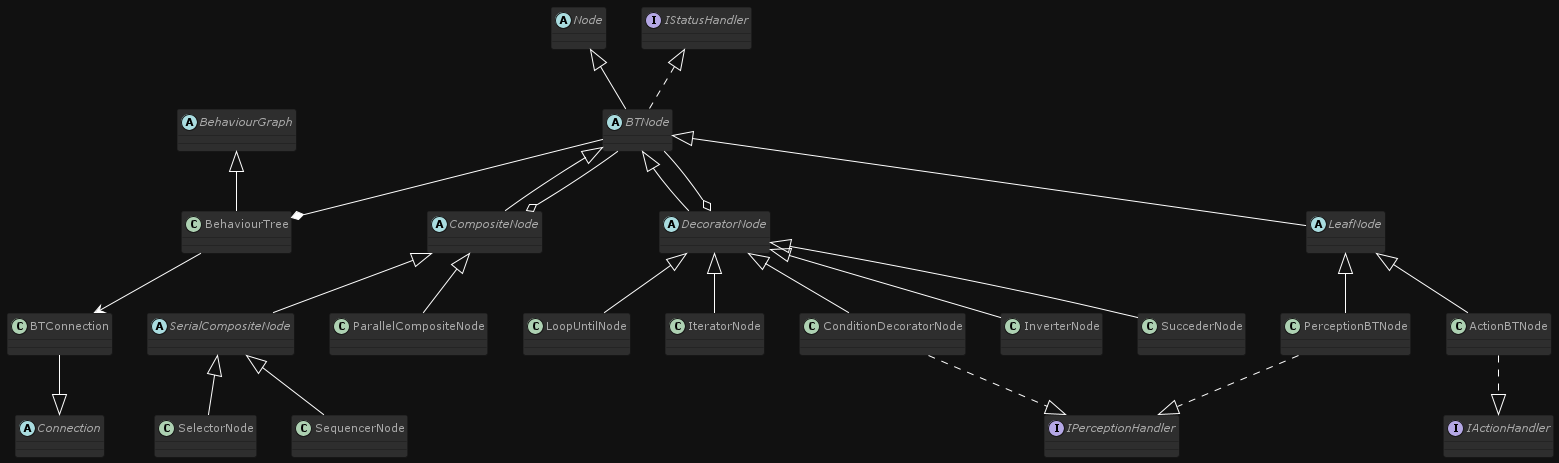 A Node
I IStatusHandler
A BehaviourGraph
A BTNode
C BehaviourTree
A CompositeNode
A DecoratorNode
A LeafNode
C BTConnection
A SerialCompositeNode
C ParallelCompositeNode
C LoopUntilNode
C IteratorNode
C ConditionDecoratorNode
C InverterNode
C SuccederNode
C PerceptionBTNode
C ActionBTNode
A Connection
C SelectorNode
C SequencerNode
I IPerceptionHandler
I IActionHandler